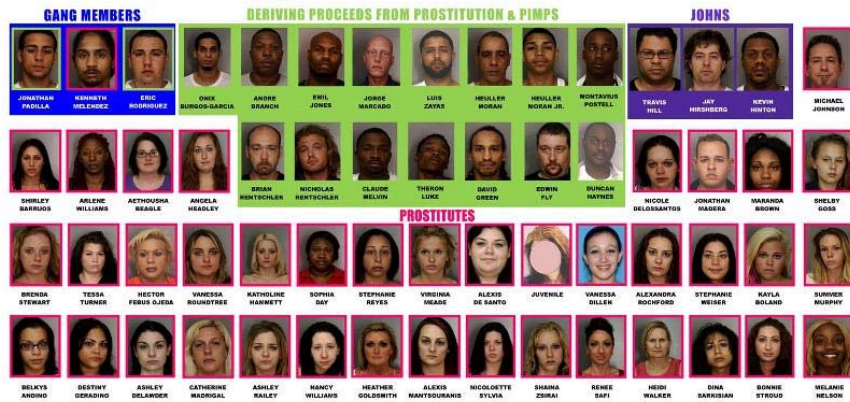 GANG MEMBERS DERIVING PROCEEDS FROM PROSTITUTION & PIMPS JOHNS
JONATHAN PADILLA
KENNETH MELENDEZ
ERIC RODRIGUEZ
ONIX BURGOS-GARCIA
ANDRE BRANCH
EMIL JONES
JORGE MARCADO
LUIS ZAYAS
HEULLER MORAN
HEULLER MORAN JR.
MONTAVIUS POSTELL
TRAVIS HILL
JAY HIRSHBERG
KEVIN HINTON
MICHAEL JOHNSON
SHIRLEY BARRIJOS
ARLENE WILLIAMS
AETHOUSHA BEAGLE
ANGELA HEADLEY
BRIAN RENTSCHLER
NICHOLAS RENTSCHLER
CLAUDE MELVIN
THERON LUKE
DAVID GREEN
EDWIN FLY
DUNCAN HAYNES
NICOLE DELOSSANTOS
JONATHAN MADERA
MARANDA BROWN
SHELBY GOSS
PROSTITUTES
BRENDA STEWART
TESSA TURNER
HECTOR FEBUS OJEDA
VANESSA ROUNDTREE
KATHOLINE HAMMETT
SOPHIA DAY
STEPHANIE REYES
VIRGINIA MEADE
ALEXIS DE SANTO
JUVENILE
VANESSA DILLEN
ALEXANDRA ROCHFORD
STEPHANIE WEISER
KAYLA BOLAND
SUMMER MURPHY
BELKYS ANDINO
DESTINY GERADINO
ASHLEY DELAWDER
CATHERINE MADRIGAL
ASHLEY RAILEY
NANCY WILLIAMS
HEATHER GOLDSMITH
ALEXIS MANTSOURANIS
NICOLOETTE SYLVIA
SHAINA ZSIRAI
RENEE SAFI
HEIDI WALKER
DINA SARKISIAN
BONNIE STROUD
MELANIE NELSON